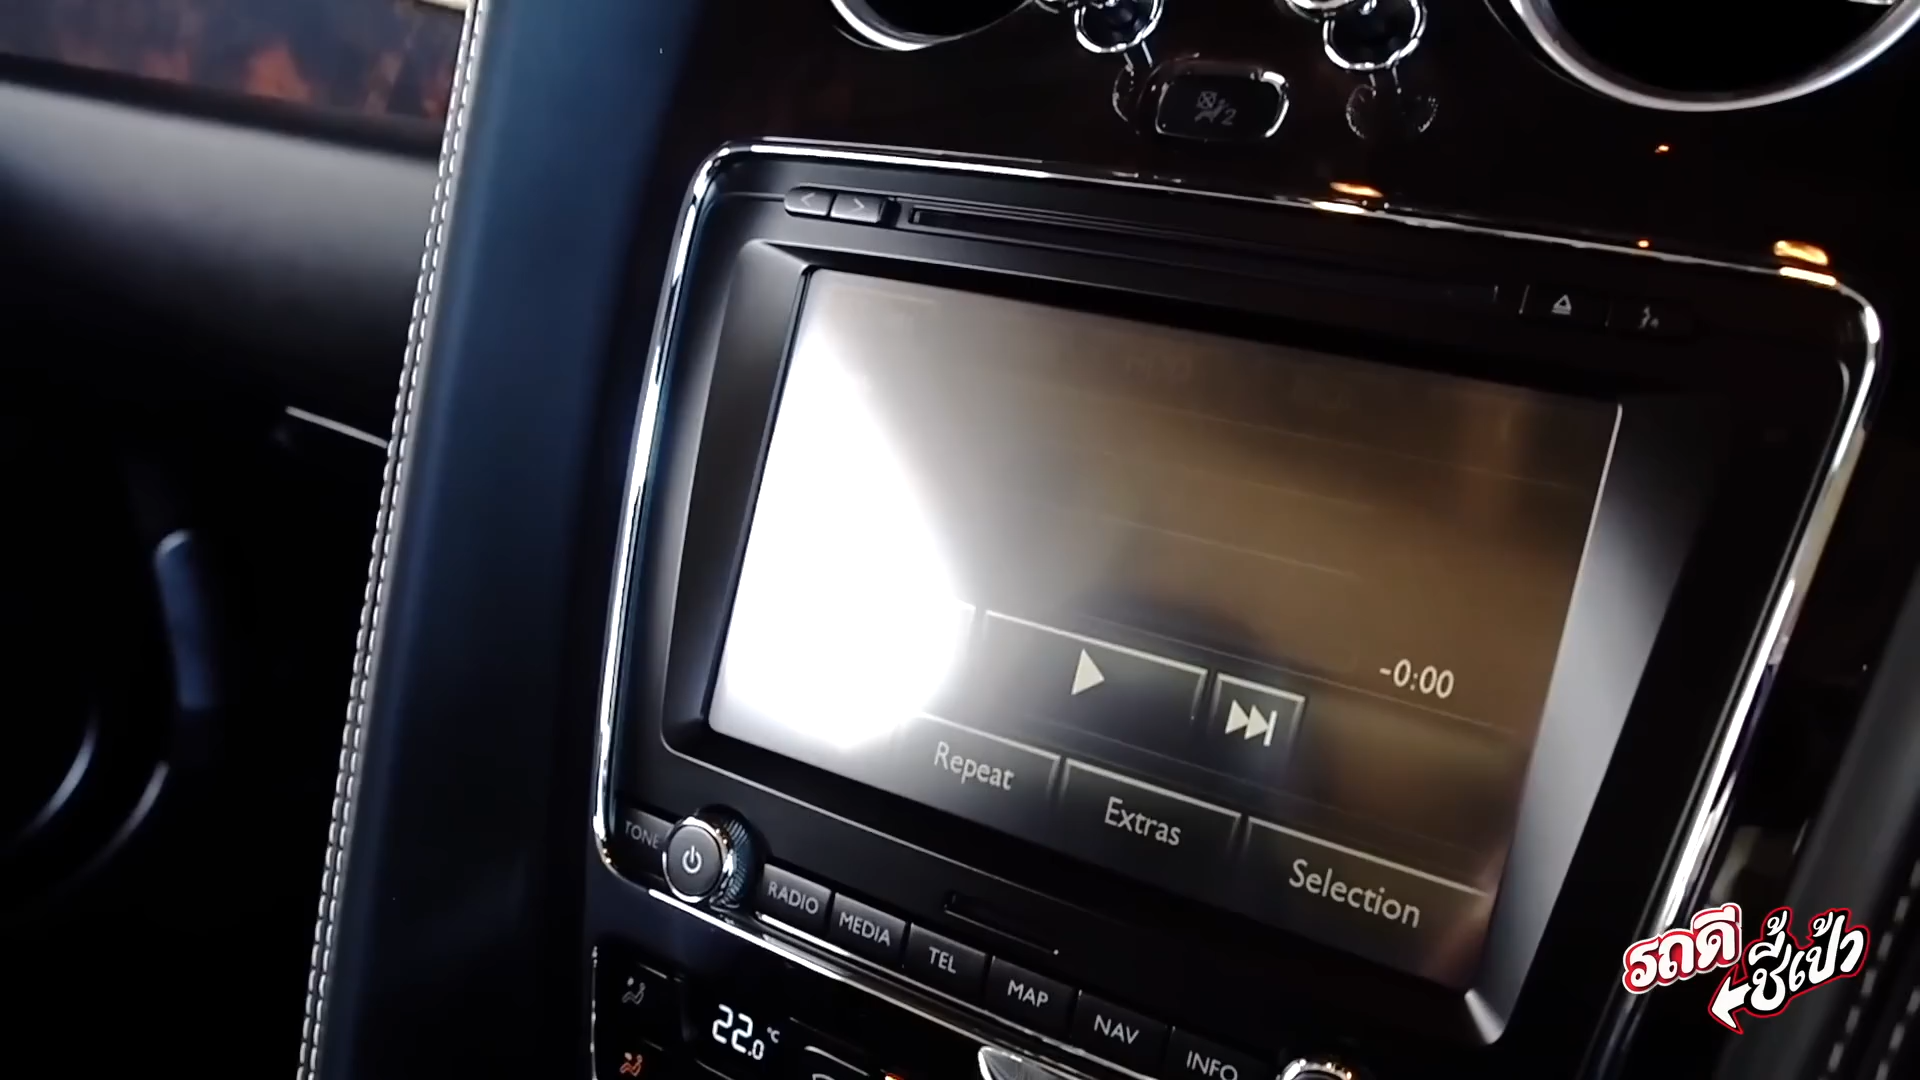 2
-0:00
Repeat
Extras
Selection
TONE
RADIO
MEDIA
TEL
MAP
NAV
INFO
22.0 °C
รถดี
ชี้เป้า